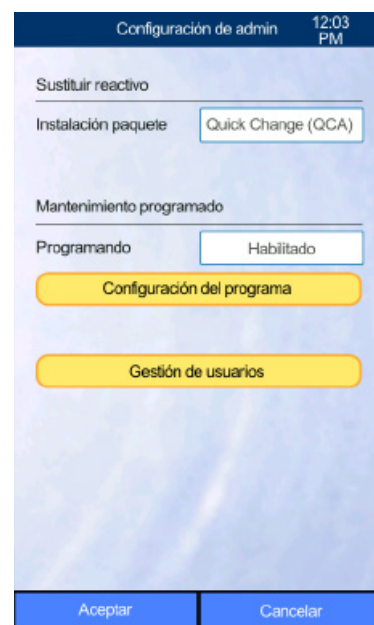 Configuración de admin 12:03 PM
Sustituir reactivo
Instalación paquete Quick Change (QCA)
Mantenimiento programado
Programando Habilitado
Configuración del programa
Gestión de usuarios
Aceptar Cancelar